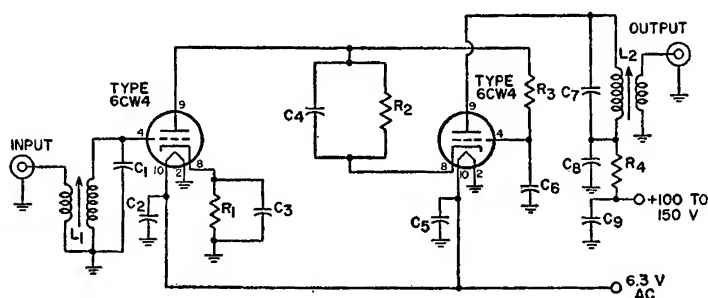 OUTPUT
L2
TYPE
6CW4
TYPE
6CW4
9
9
C4
R2
R3
C7
INPUT
4
4
C1
10
2
8
8
10
2
C8
R4
C2
R1
C3
C5
C6
C9
+100 TO
150 V
L1
6.3 V
AC